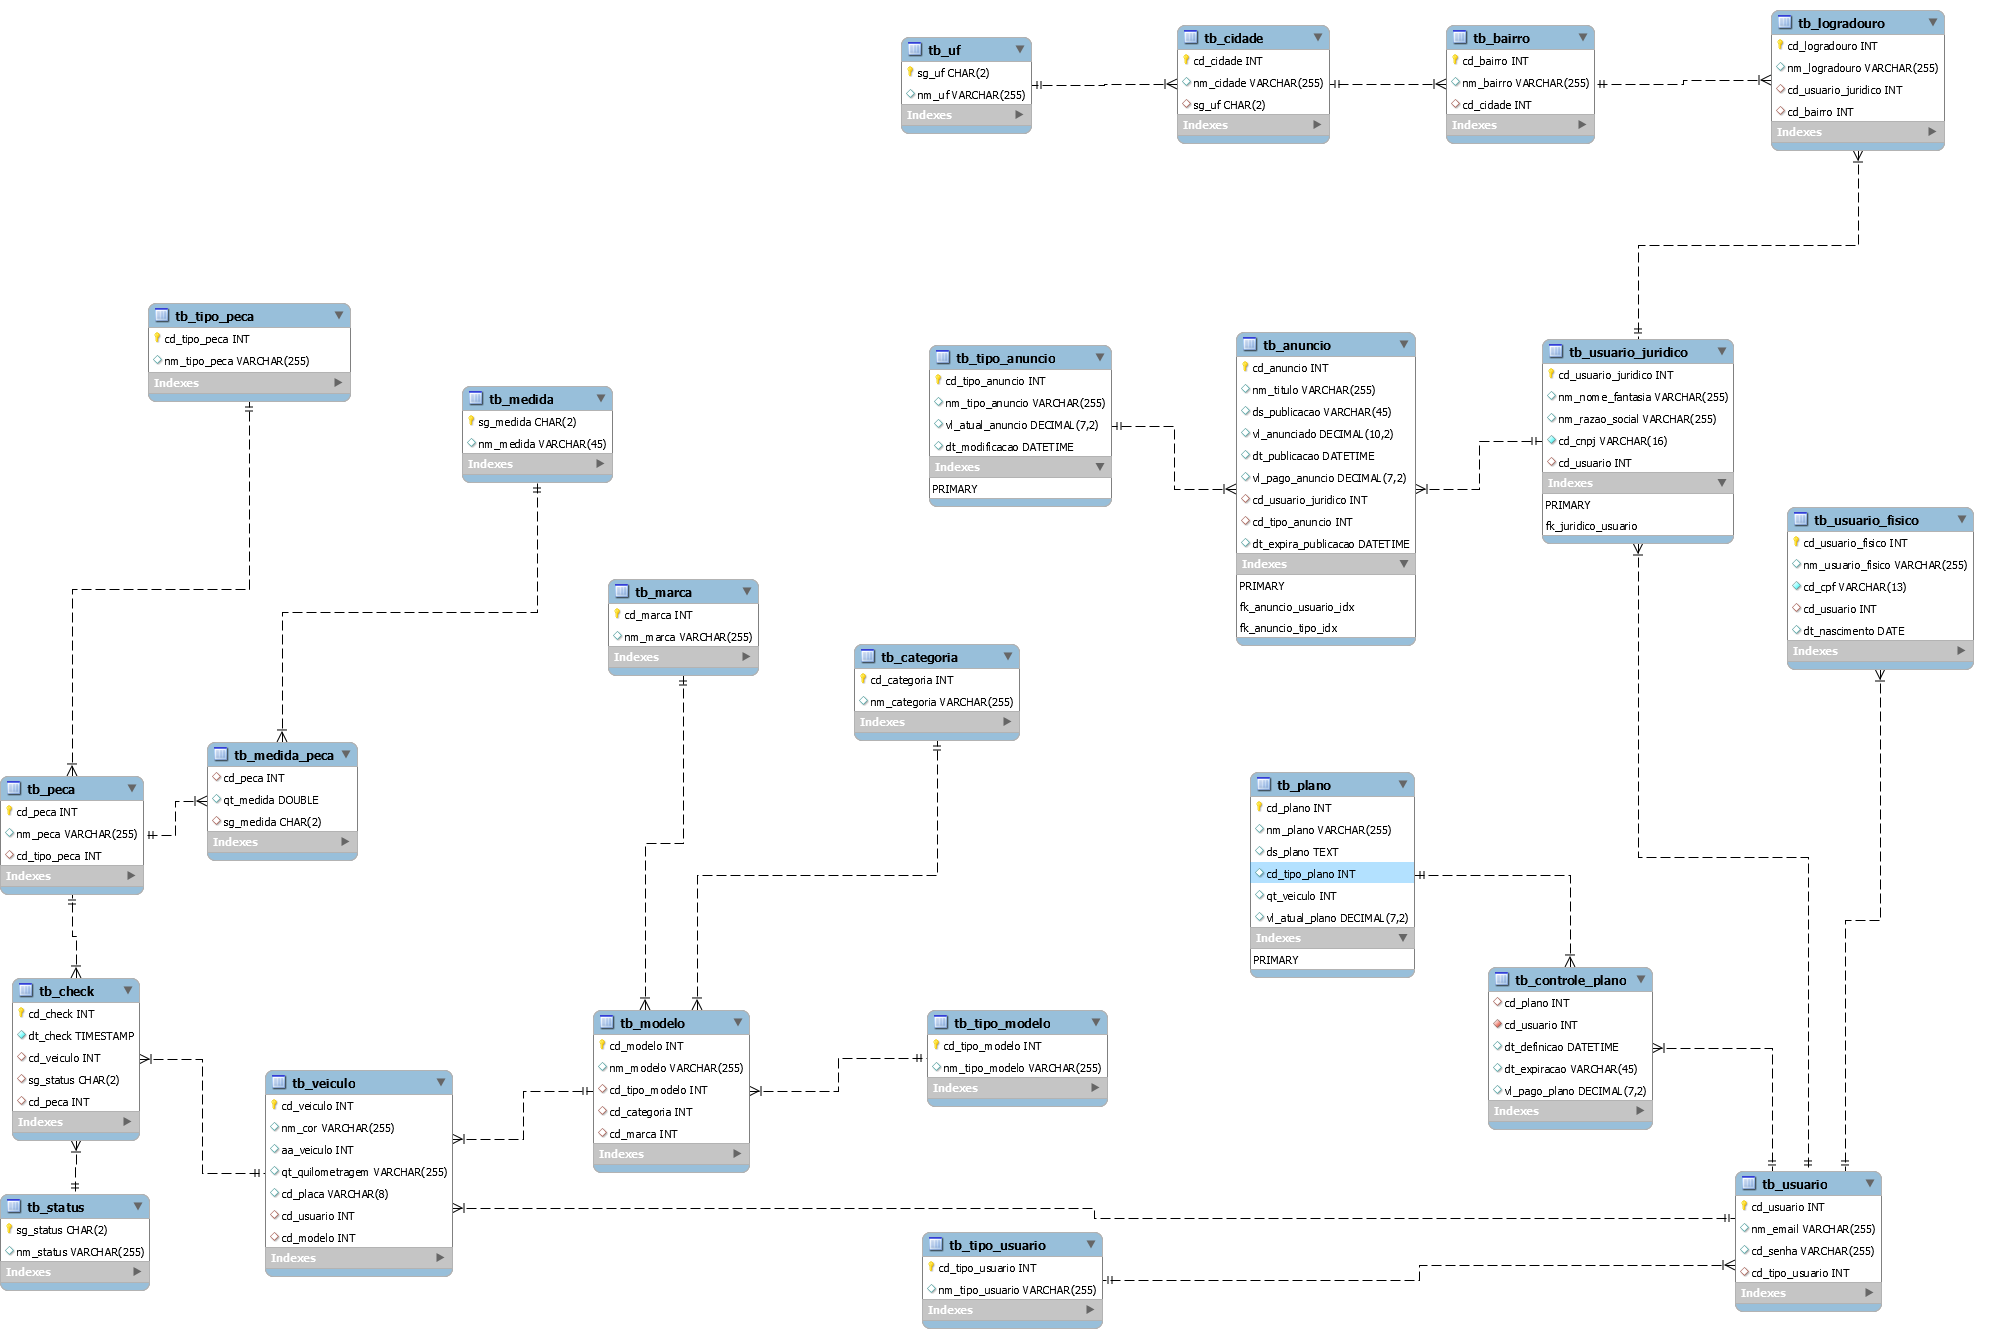 tb_uf
sg_uf CHAR(2)
nm_uf VARCHAR(255)
Indexes
tb_cidade
cd_cidade INT
nm_cidade VARCHAR(255)
sg_uf CHAR(2)
Indexes
tb_bairro
cd_bairro INT
nm_bairro VARCHAR(255)
cd_cidade INT
Indexes
tb_logradouro
cd_logradouro INT
nm_logradouro VARCHAR(255)
cd_usuario_juridico INT
cd_bairro INT
Indexes
tb_tipo_peca
cd_tipo_peca INT
nm_tipo_peca VARCHAR(255)
Indexes
tb_medida
sg_medida CHAR(2)
nm_medida VARCHAR(45)
Indexes
tb_tipo_anuncio
cd_tipo_anuncio INT
nm_tipo_anuncio VARCHAR(255)
vl_atual_anuncio DECIMAL(7,2)
dt_modificacao DATETIME
Indexes
PRIMARY
tb_anuncio
cd_anuncio INT
nm_titulo VARCHAR(255)
ds_publicacao VARCHAR(45)
vl_anunciado DECIMAL(10,2)
dt_publicacao DATETIME
vl_pago_anuncio DECIMAL(7,2)
cd_usuario_juridico INT
cd_tipo_anuncio INT
dt_expira_publicacao DATETIME
Indexes
PRIMARY
fk_anuncio_usuario_idx
fk_anuncio_tipo_idx
tb_usuario_juridico
cd_usuario_juridico INT
nm_nome_fantasia VARCHAR(255)
nm_razao_social VARCHAR(255)
cd_cnpj VARCHAR(16)
cd_usuario INT
Indexes
PRIMARY
fk_juridico_usuario
tb_usuario_fisico
cd_usuario_fisico INT
nm_usuario_fisico VARCHAR(255)
cd_cpf VARCHAR(13)
cd_usuario INT
dt_nascimento DATE
Indexes
tb_marca
cd_marca INT
nm_marca VARCHAR(255)
Indexes
tb_categoria
cd_categoria INT
nm_categoria VARCHAR(255)
Indexes
tb_medida_peca
cd_peca INT
qt_medida DOUBLE
sg_medida CHAR(2)
Indexes
tb_peca
cd_peca INT
nm_peca VARCHAR(255)
cd_tipo_peca INT
Indexes
tb_plano
cd_plano INT
nm_plano VARCHAR(255)
ds_plano TEXT
cd_tipo_plano INT
qt_veiculo INT
vl_atual_plano DECIMAL(7,2)
Indexes
PRIMARY
tb_controle_plano
cd_plano INT
cd_usuario INT
dt_definicao DATETIME
dt_expiracao VARCHAR(45)
vl_pago_plano DECIMAL(7,2)
Indexes
tb_check
cd_check INT
dt_check TIMESTAMP
cd_veiculo INT
sg_status CHAR(2)
cd_peca INT
Indexes
tb_modelo
cd_modelo INT
nm_modelo VARCHAR(255)
cd_tipo_modelo INT
cd_categoria INT
cd_marca INT
Indexes
tb_tipo_modelo
cd_tipo_modelo INT
nm_tipo_modelo VARCHAR(255)
Indexes
tb_veiculo
cd_veiculo INT
nm_cor VARCHAR(255)
aa_veiculo INT
qt_quilometragem VARCHAR(255)
cd_placa VARCHAR(8)
cd_usuario INT
cd_modelo INT
Indexes
tb_status
sg_status CHAR(2)
nm_status VARCHAR(255)
Indexes
tb_tipo_usuario
cd_tipo_usuario INT
nm_tipo_usuario VARCHAR(255)
Indexes
tb_usuario
cd_usuario INT
nm_email VARCHAR(255)
cd_senha VARCHAR(255)
cd_tipo_usuario INT
Indexes